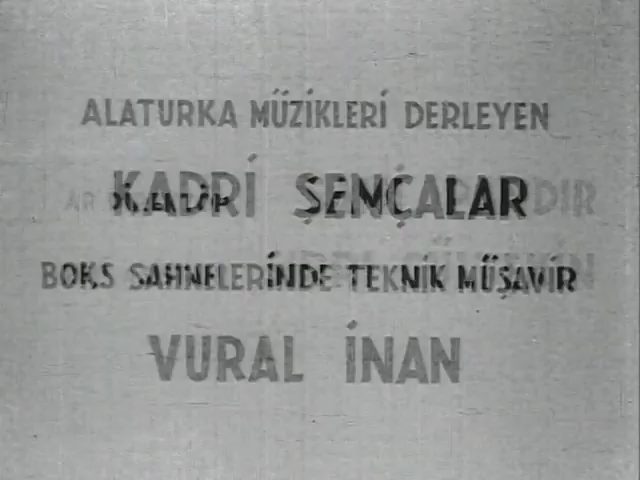 ALATURKA MÜZİKLERİ DERLEYEN
KADRİ ŞENÇALAR
BOKS SAHNELERİNDE TEKNİK MÜŞAVİR
VURAL İNAN